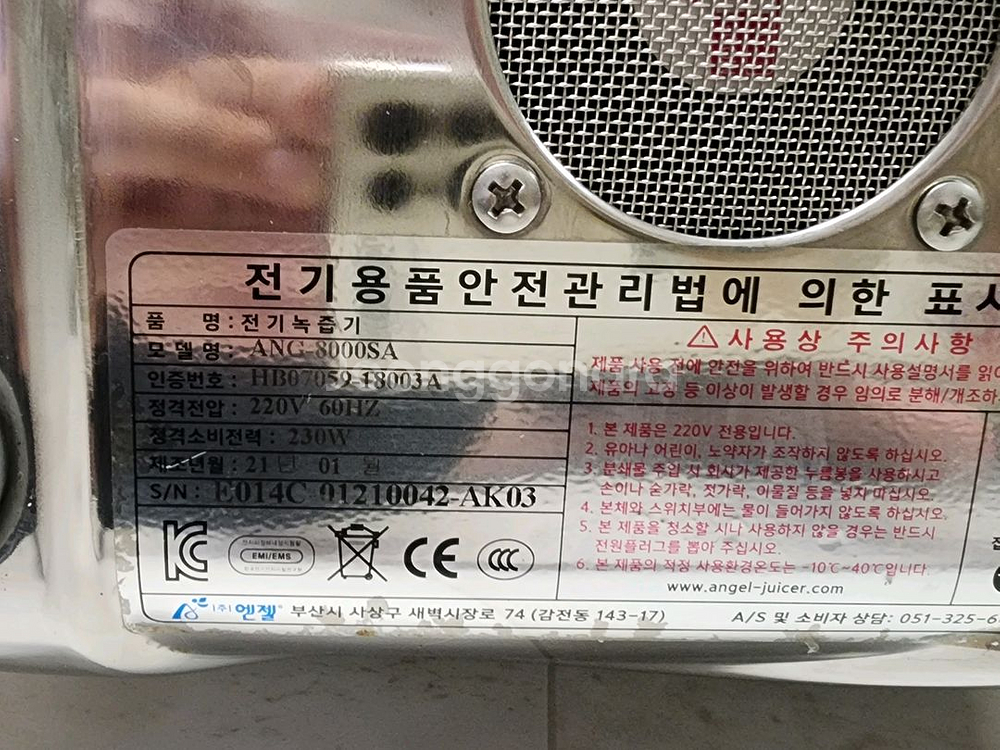 전기용품안전관리법에 의한 표시
품 명 : 전기녹즙기
모델명 : ANG-8000SA
인증번호 : HB07059-18003A
정격전압 : 220V 60HZ
정격소비전력 : 230W
제조년월 : 21년 01월
S/N : E014C-01210042-AK03
EMI/EMS
CE
CCC
⚠사용상 주의사항
제품 사용 전에 안전을 위하여 반드시 사용설명서를 읽어
제품의 고장 등 이상이 발생할 경우 임의로 분해/개조하
1. 본 제품은 220V 전용입니다.
2. 유아나 어린이, 노약자가 조작하지 않도록 하십시오.
3. 분쇄물 주입 시 회사가 제공한 누름봉을 사용하시고
손이나 숟가락, 젓가락, 이물질 등을 넣지 마십시오.
4. 본체와 스위치부에는 물이 들어가지 않도록 하십시오.
5. 본 제품을 청소할 시나 사용하지 않을 경우는 반드시
전원플러그를 뽑아 주십시오.
6. 본 제품의 적정 사용환경온도는 -10℃~40℃입니다.
www.angel-juicer.com
(주)엔젤 부산시 사상구 새벽시장로 74 (감전동 143-17)
A/S 및 소비자 상담: 051-325-6